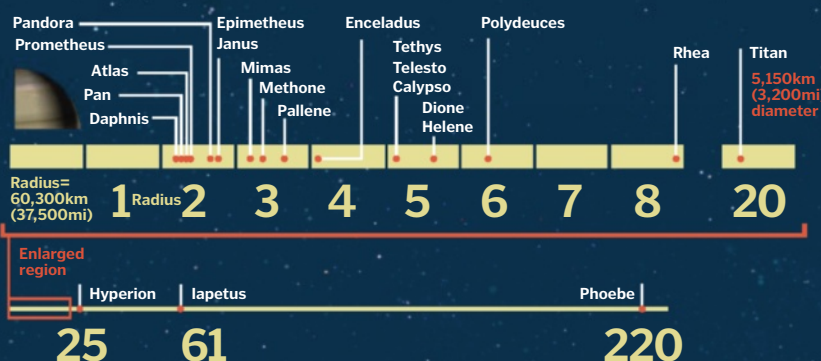 Pandora
Prometheus
Atlas
Pan
Daphnis
Epimetheus
Janus
Mimas
Methone
Pallene
Enceladus
Tethys
Telesto
Calypso
Dione
Helene
Polydeuces
Rhea
Titan
5,150km
(3,200mi)
diameter
Radius=
60,300km
(37,500mi)
1 Radius 2 3 4 5 6 7 8 20
Enlarged
region
Hyperion Iapetus Phoebe
25 61 220